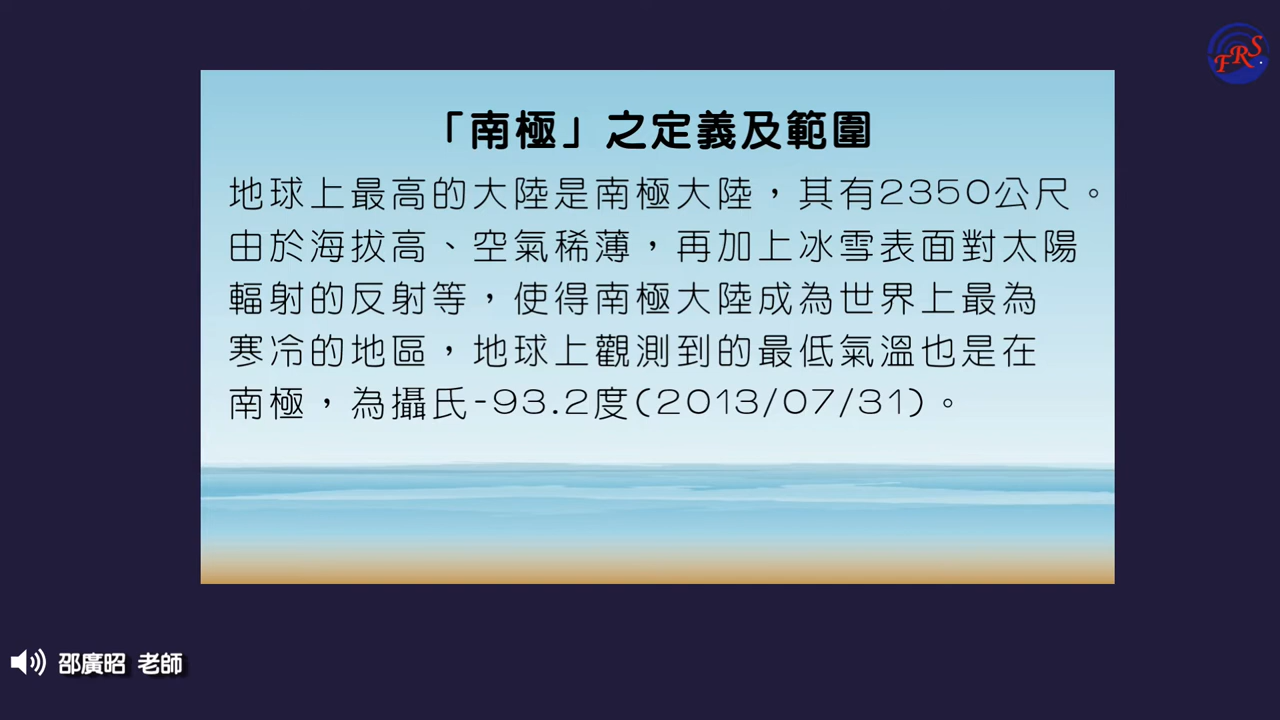 FRS
「南極」之定義及範圍
地球上最高的大陸是南極大陸，其有2350公尺。
由於海拔高、空氣稀薄，再加上冰雪表面對太陽
輻射的反射等，使得南極大陸成為世界上最為
寒冷的地區，地球上觀測到的最低氣溫也是在
南極，為攝氏-93.2度(2013/07/31)。
邵廣昭 老師